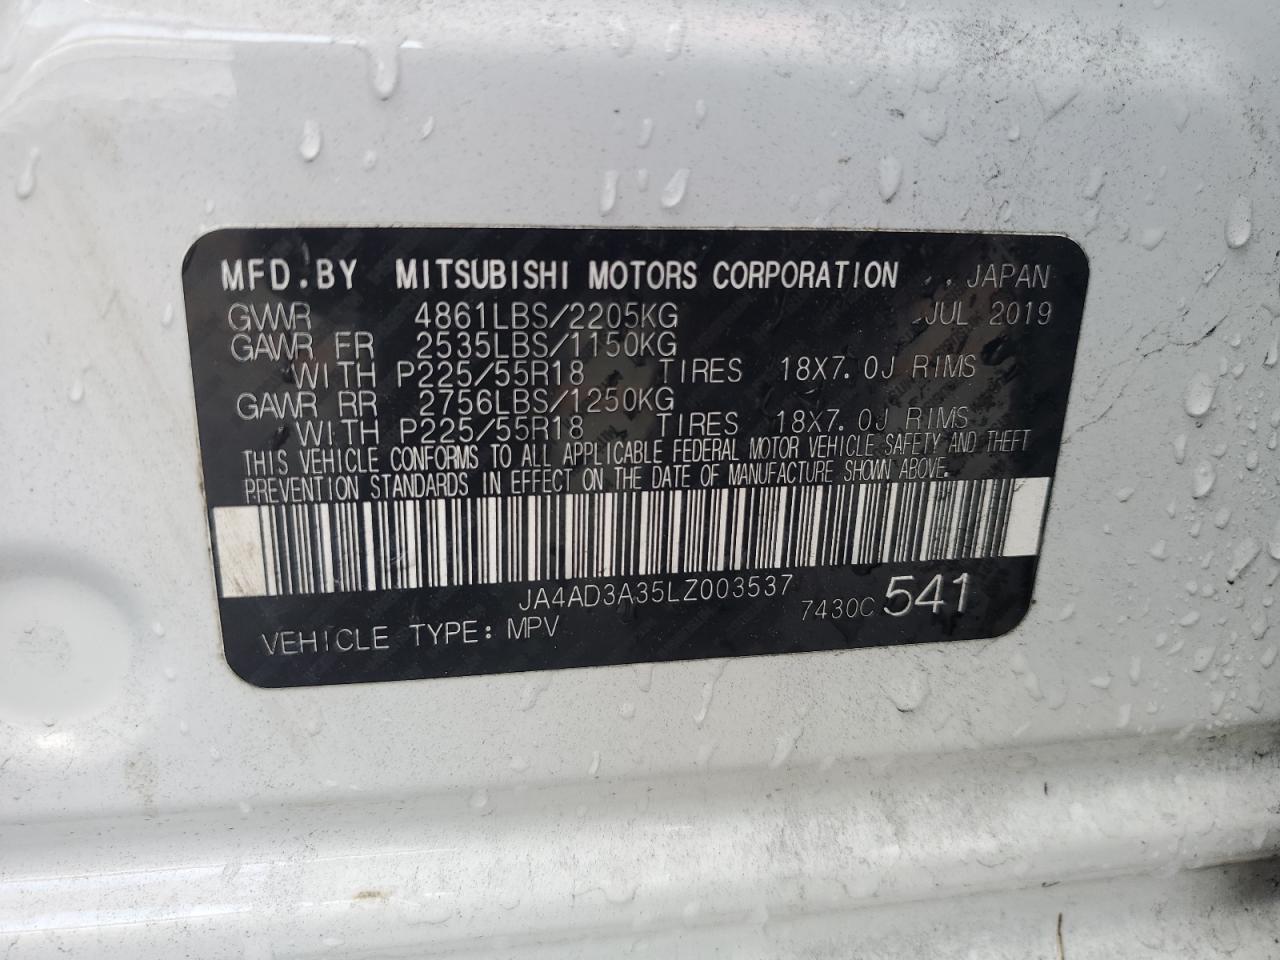 MFD.BY MITSUBISHI MOTORS CORPORATION JAPAN
GVWR 4861LBS/2205KG JUL 2019
GAWR FR 2535LBS/1150KG
WITH P225/55R18 TIRES 18X7.0J RIMS
GAWR RR 2756LBS/1250KG
WITH P225/55R18 TIRES 18X7.0J RIMS
THIS VEHICLE CONFORMS TO ALL APPLICABLE FEDERAL MOTOR VEHICLE SAFETY AND THEFT
PREVENTION STANDARDS IN EFFECT ON THE DATE OF MANUFACTURE SHOWN ABOVE.
JA4AD3A35LZ003537
7430C 541
VEHICLE TYPE: MPV